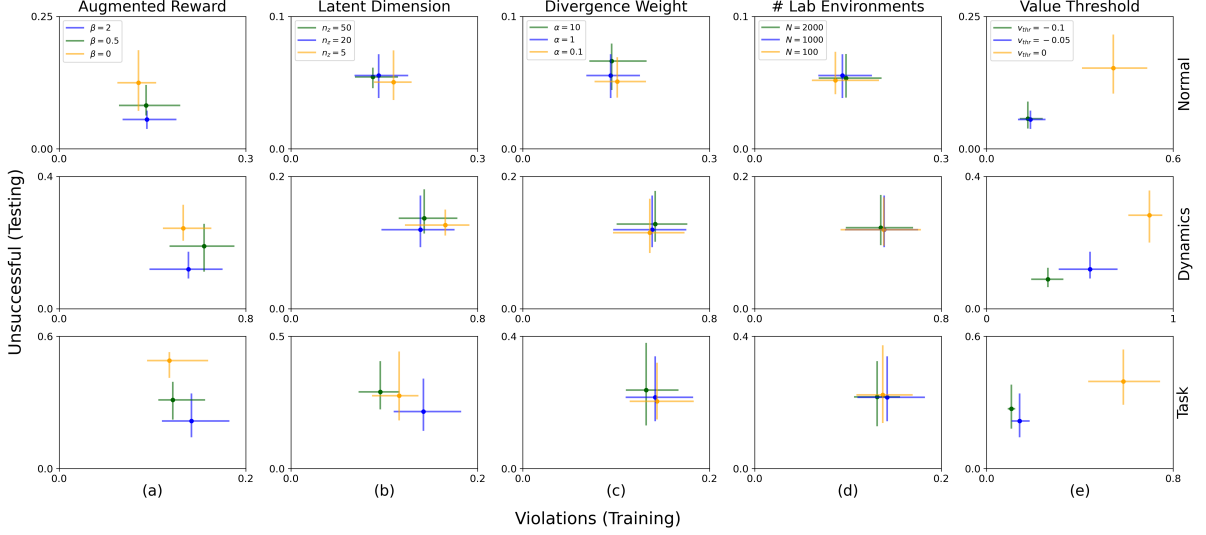 Augmented Reward
Latent Dimension
Divergence Weight
# Lab Environments
Value Threshold
0.25
β = 2
β = 0.5
β = 0
0.00
0.0
0.3
0.1
n_z = 50
n_z = 20
n_z = 5
0.0
0.0
0.3
0.1
α = 10
α = 1
α = 0.1
0.0
0.0
0.3
0.1
N = 2000
N = 1000
N = 100
0.0
0.0
0.3
0.25
v_thr = −0.1
v_thr = −0.05
v_thr = 0
0.00
0.0
0.6
Normal
0.4
0.0
0.0
0.8
0.2
0.0
0.0
0.8
0.2
0.0
0.0
0.8
0.2
0.0
0.0
0.8
0.4
0.0
0
1
Dynamics
0.6
0.0
0.0
0.2
0.5
0.0
0.0
0.2
0.4
0.0
0.0
0.2
0.4
0.0
0.0
0.2
0.4
0.0
0.0
0.8
Task
Unsuccessful (Testing)
(a)
(b)
(c)
(d)
(e)
Violations (Training)